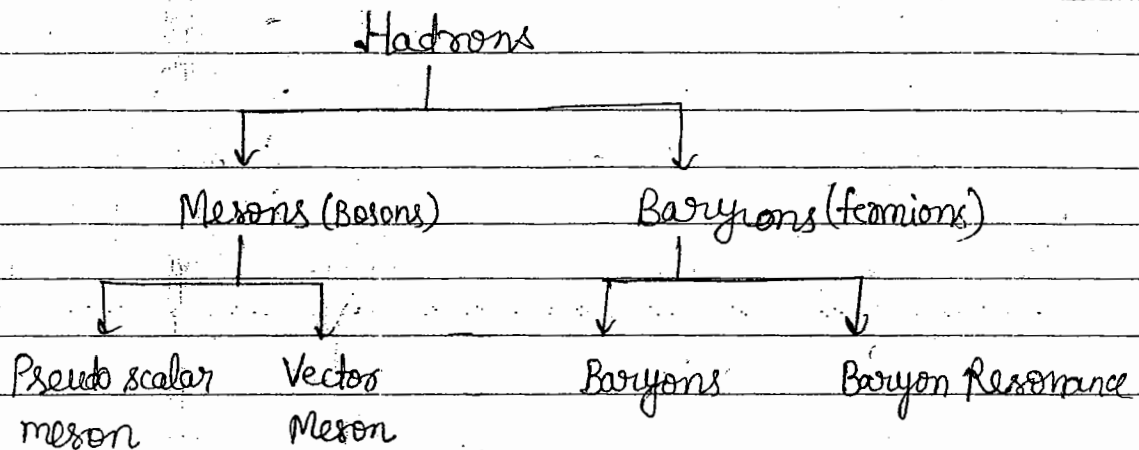 Hadrons
Mesons (Bosons) Baryons (fermions)
Pseudo scalar Vector Baryons Baryon Resonance
meson Meson